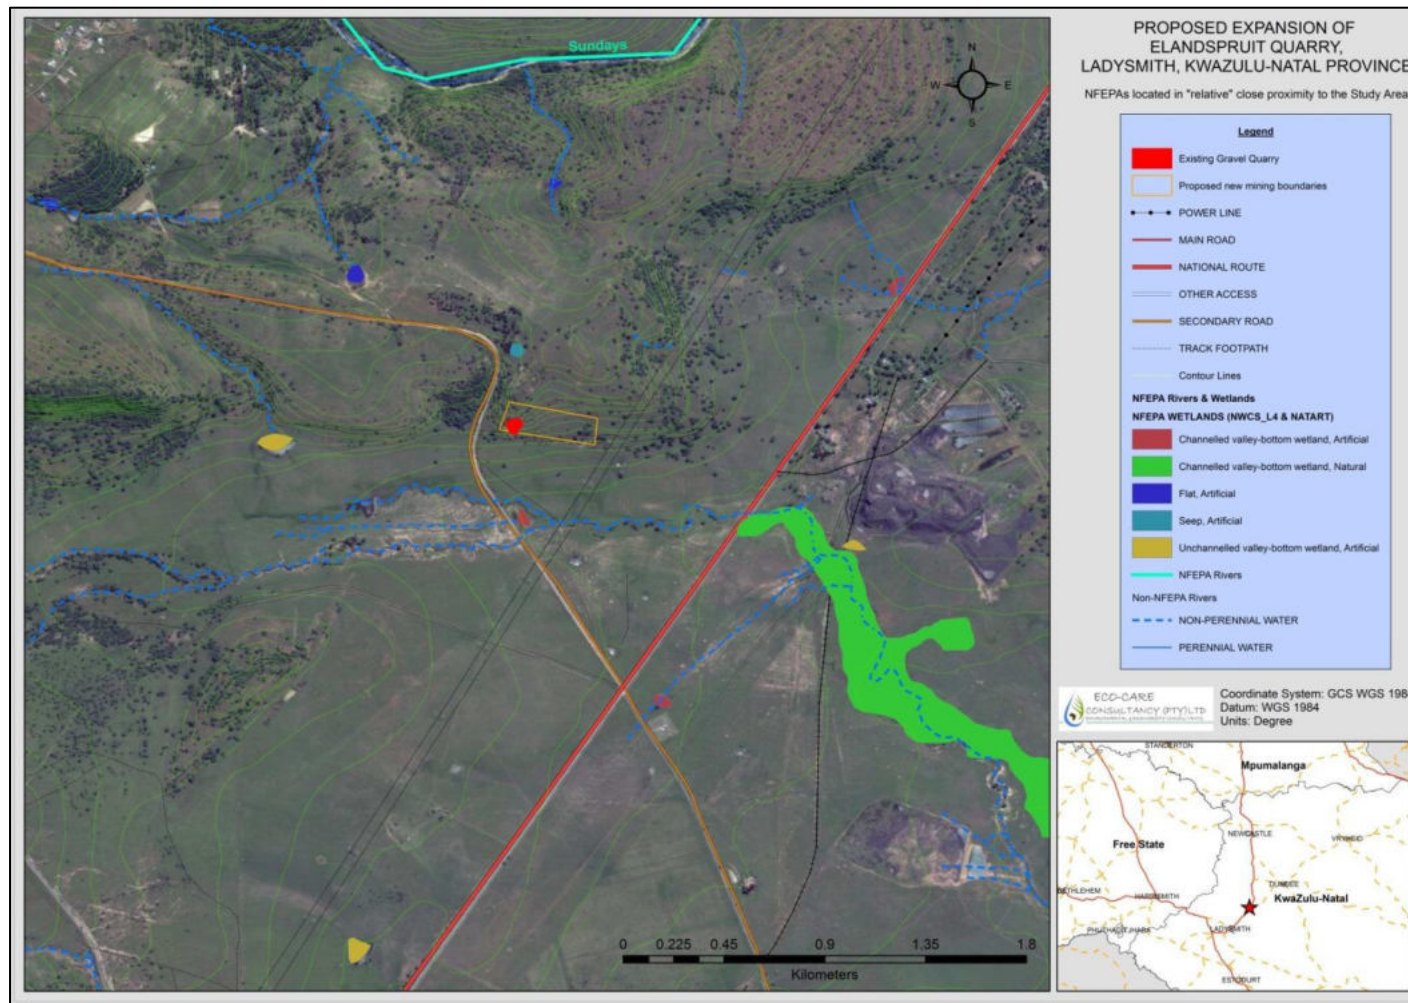 PROPOSED EXPANSION OF
ELANDSPRUIT QUARRY,
LADYSMITH, KWAZULU-NATAL PROVINCE
NFEPAs located in "relative" close proximity to the Study Area
Sundays
N
W
E
S
Legend
Existing Gravel Quarry
Proposed new mining boundaries
POWER LINE
MAIN ROAD
NATIONAL ROUTE
OTHER ACCESS
SECONDARY ROAD
TRACK FOOTPATH
Contour Lines
NFEPA Rivers & Wetlands
NFEPA WETLANDS (NWCS_L4 & NATART)
Channelled valley-bottom wetland, Artificial
Channelled valley-bottom wetland, Natural
Flat, Artificial
Seep, Artificial
Unchannelled valley-bottom wetland, Artificial
NFEPA Rivers
Non-NFEPA Rivers
NON-PERENNIAL WATER
PERENNIAL WATER
ECO-CARE
CONSULTANCY (PTY)LTD
Coordinate System: GCS WGS 198
Datum: WGS 1984
Units: Degree
STANDERTON
Mpumalanga
NEWCASTLE
VRYHEID
Free State
DUNDEE
HARRISMITH
KwaZulu-Natal
LADYSMITH
ESTCOURT
0 0.225 0.45 0.9 1.35 1.8
Kilometers